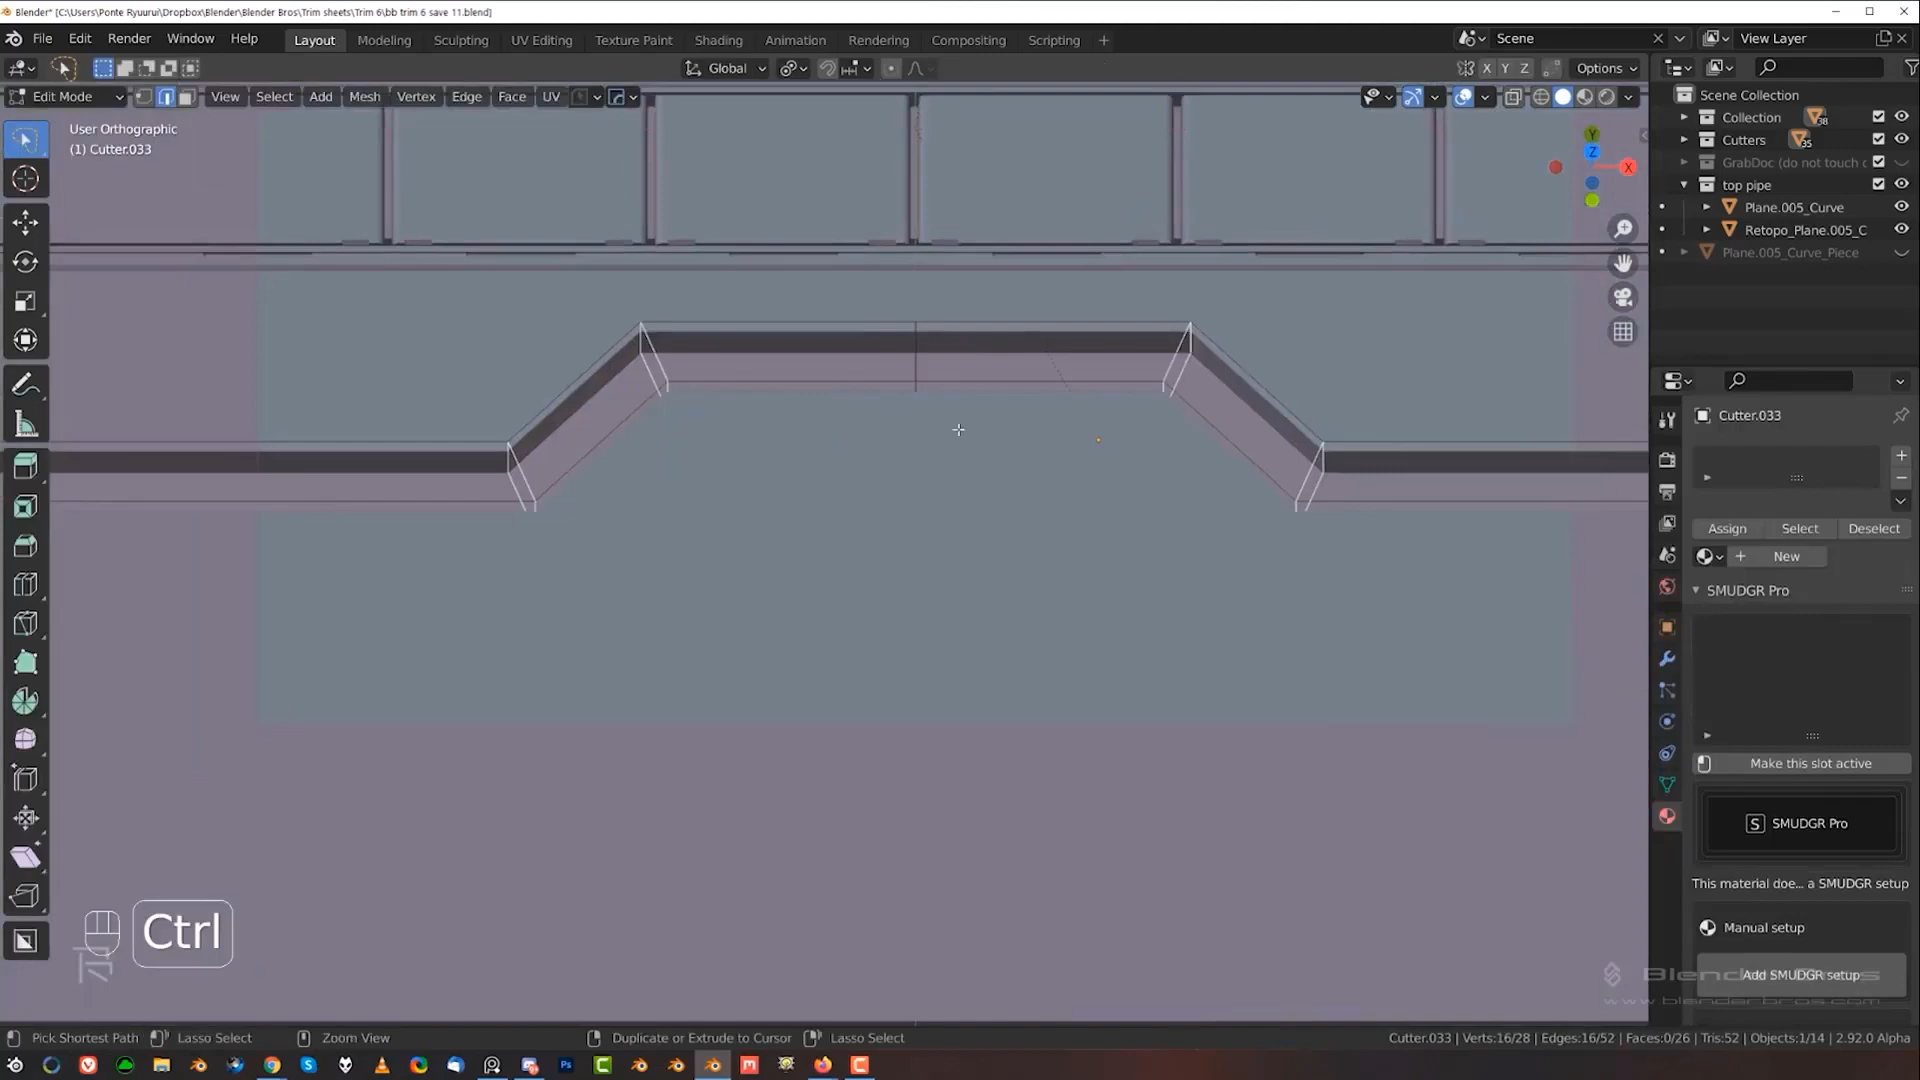 Blender* [C:\Users\Ponte Ryuurui\Dropbox\Blender\Blender Bros\Trim sheets\Trim 6\bb trim 6 save 11.blend]
File Edit Render Window Help Layout Modeling Sculpting UV Editing Texture Paint Shading Animation Rendering Compositing Scripting + Scene View Layer
Global X Y Z Options
Edit Mode View Select Add Mesh Vertex Edge Face UV
User Orthographic
(1) Cutter.033
Y
Z
X
Scene Collection
Collection 38
Cutters 35
GrabDoc (do not touch c
top pipe
Plane.005_Curve
Retopo_Plane.005_C
Plane.005_Curve_Piece
Cutter.033
Assign Select Deselect
+ New
SMUDGR Pro
Make this slot active
S SMUDGR Pro
This material doe... a SMUDGR setup
Manual setup
Add SMUDGR setup
www.blenderbros.com
Ctrl
Pick Shortest Path Lasso Select Zoom View Duplicate or Extrude to Cursor Lasso Select Cutter.033 | Verts:16/28 | Edges:16/52 | Faces:0/26 | Tris:52 | Objects:1/14 | 2.92.0 Alpha